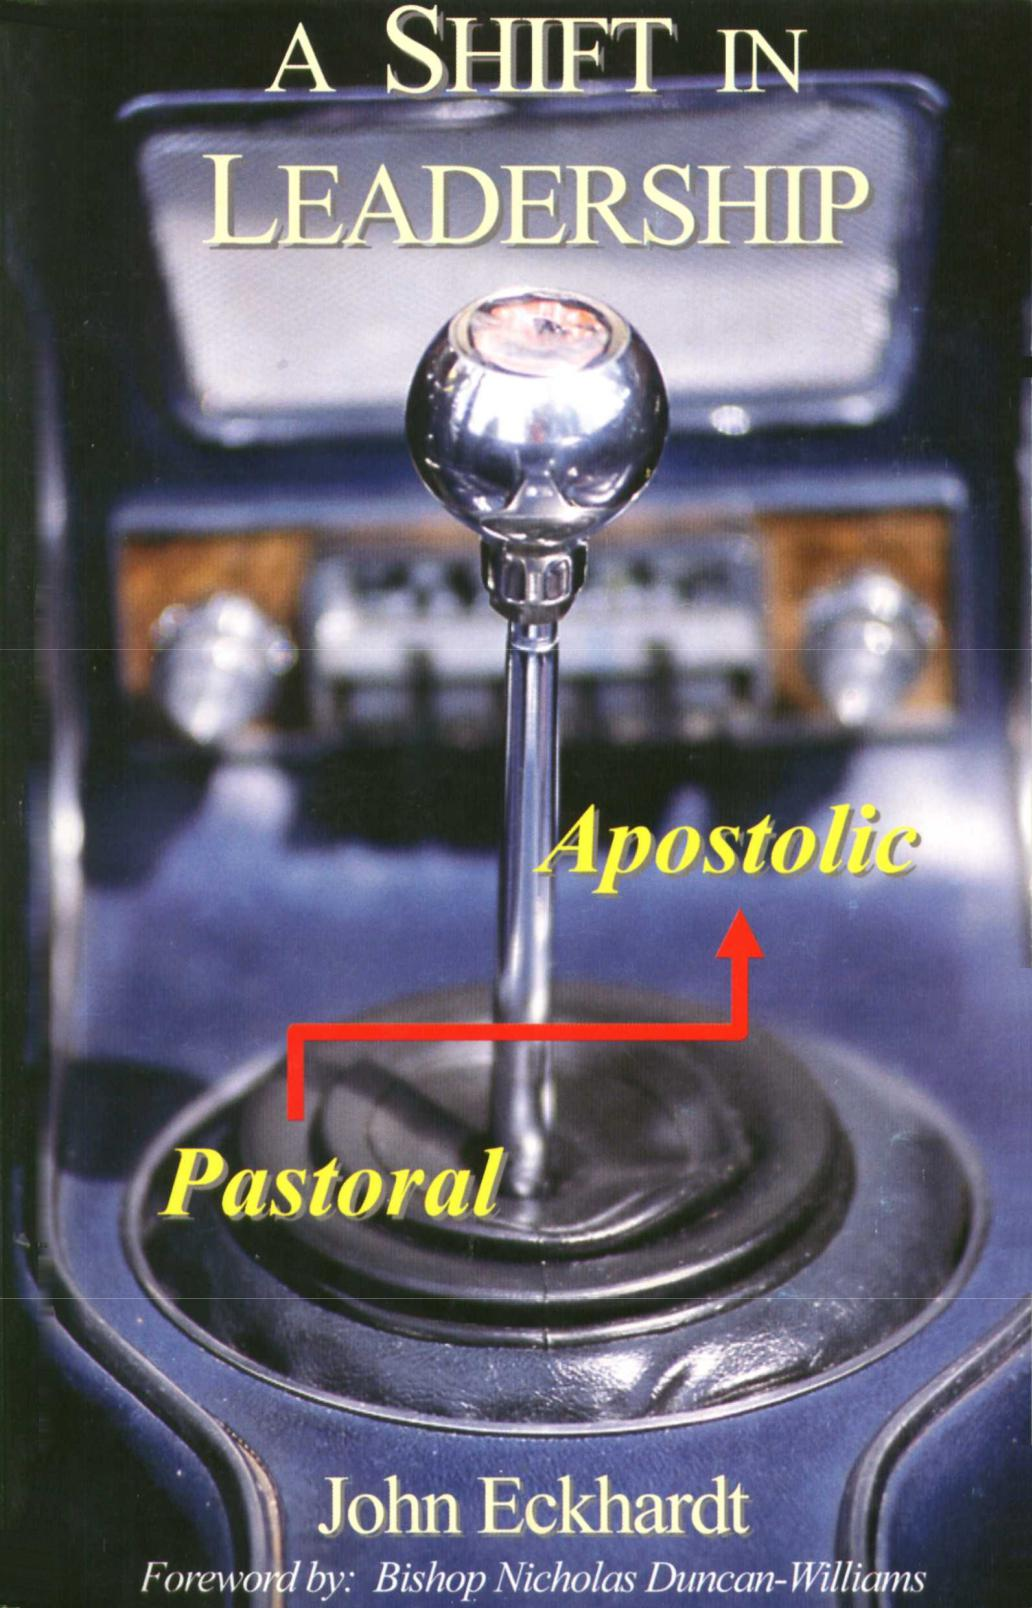 A SHIFT IN
LEADERSHIP
Apostolic
Pastoral
John Eckhardt
Foreword by: Bishop Nicholas Duncan-Williams